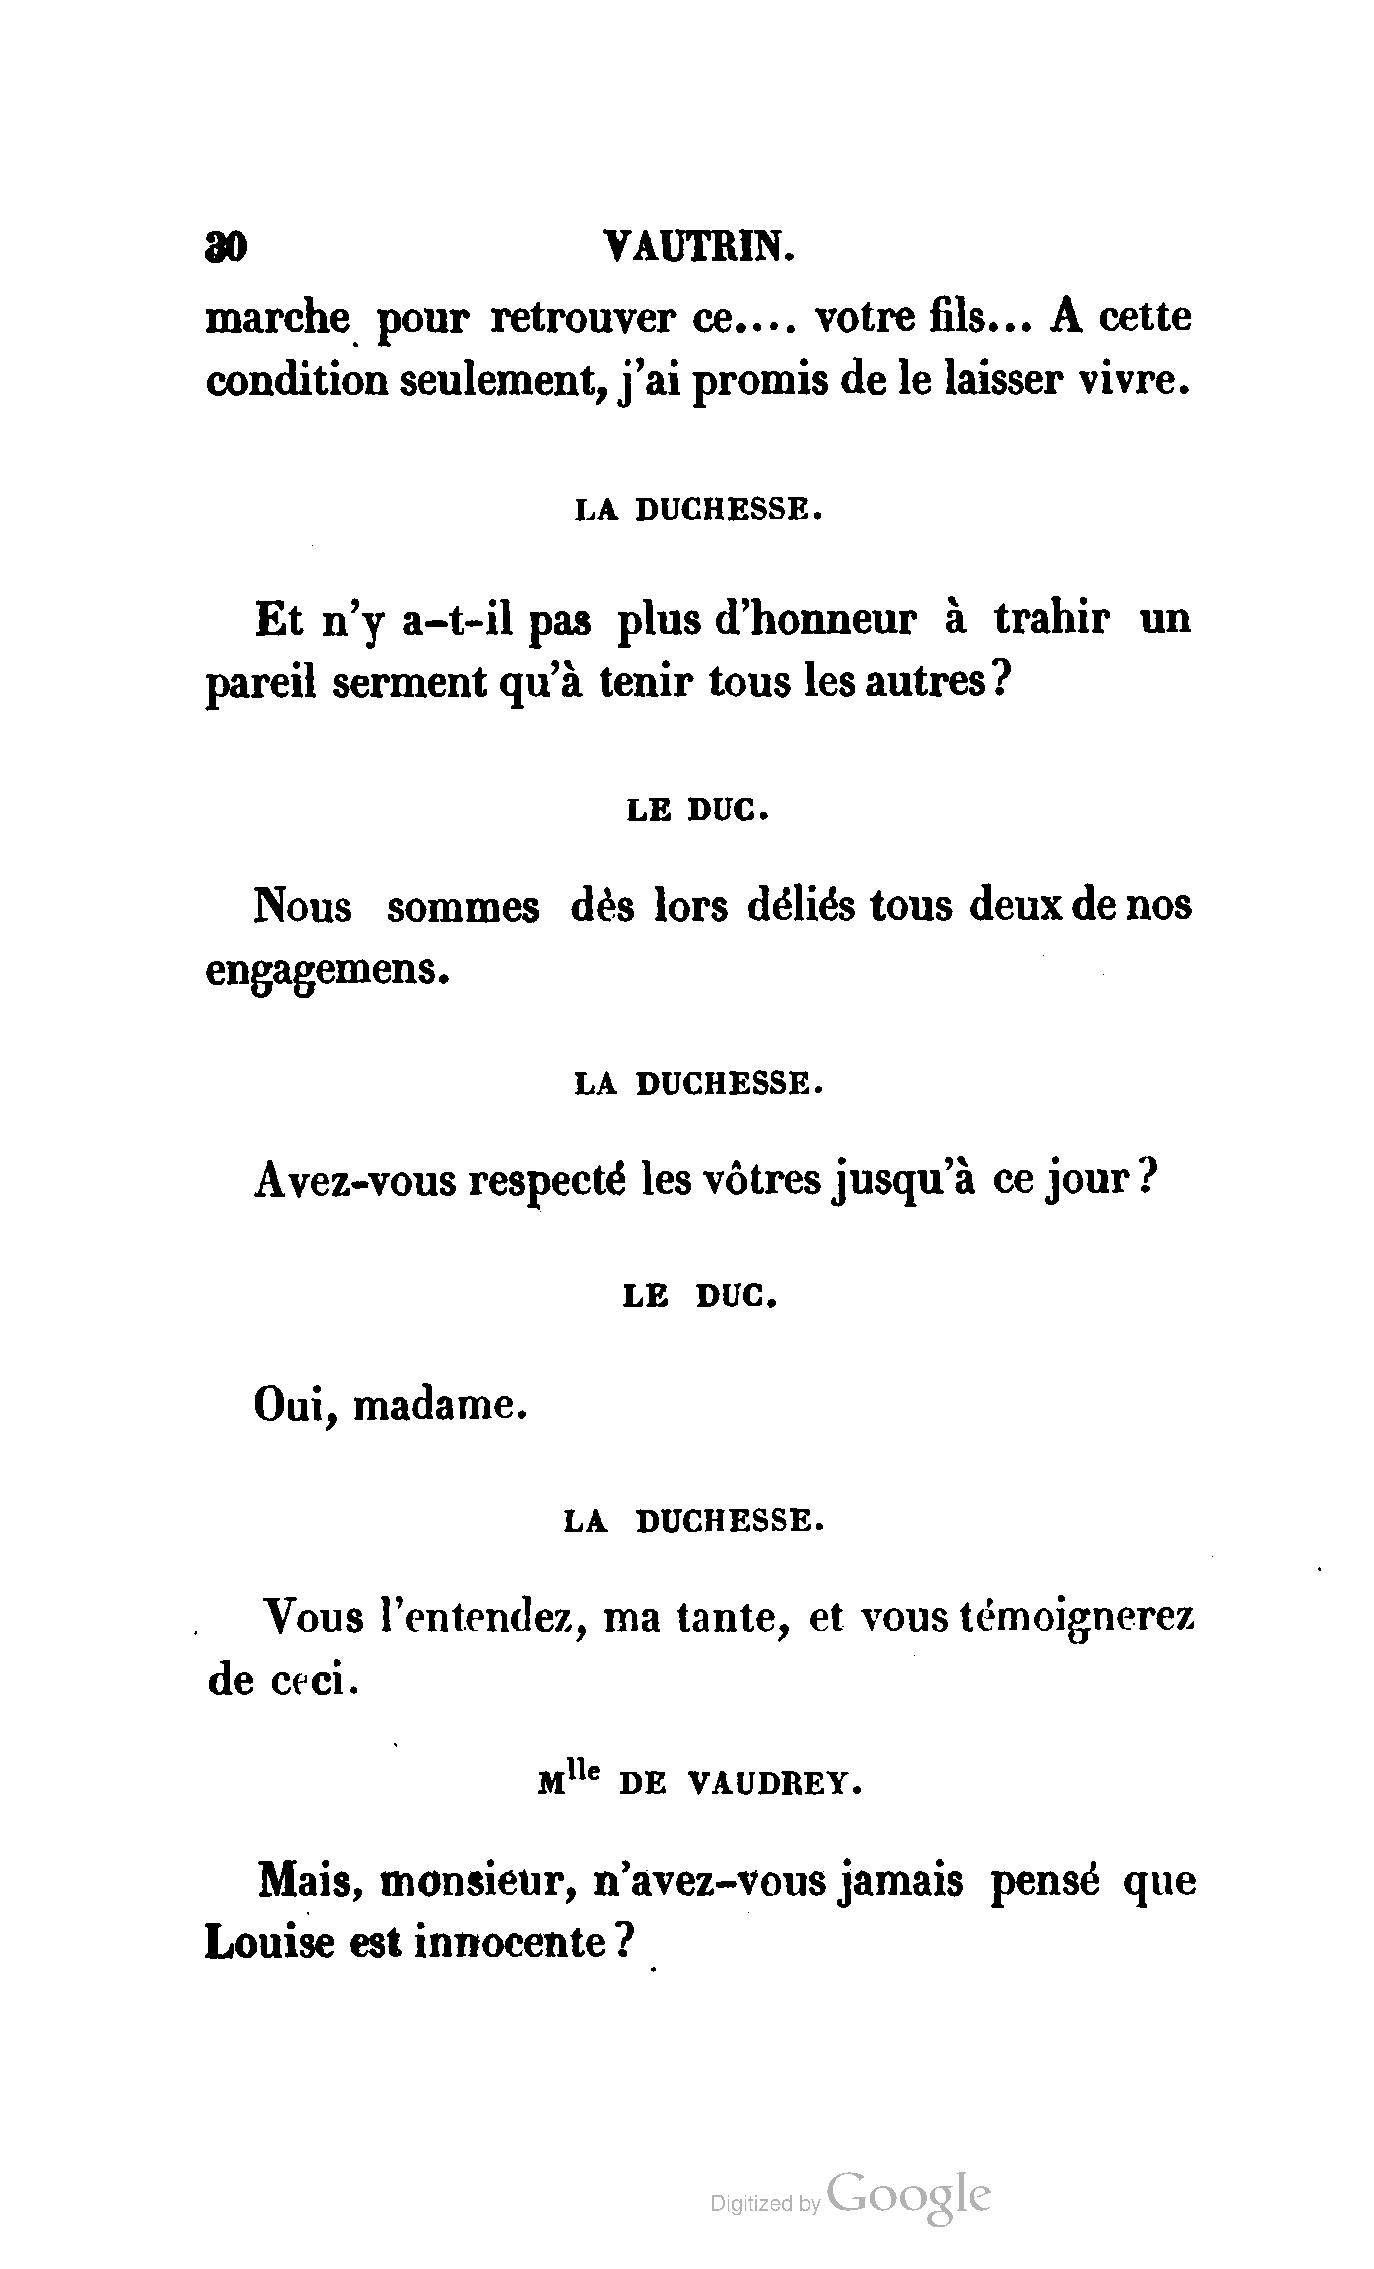 30 VAUTRIN.
marche pour retrouver ce.... votre fils... A cette
condition seulement, j'ai promis de le laisser vivre.
LA DUCHESSE.
Et n'y a-t-il pas plus d'honneur à trahir un
pareil serment qu'à tenir tous les autres?
LE DUC.
Nous sommes dès lors déliés tous deux de nos
engagemens.
LA DUCHESSE.
Avez-vous respecté les vôtres jusqu'à ce jour?
LE DUC.
Oui, madame.
LA DUCHESSE.
Vous l'entendez, ma tante, et vous témoignerez
de ceci.
Mlle DE VAUDREY.
Mais, monsieur, n'avez-vous jamais pensé que
Louise est innocente?
Digitized by Google